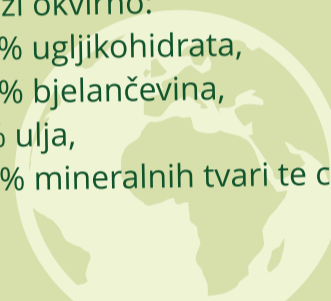 zi okvirno:
% ugljikohidrata,
% bjelančevina,
% ulja,
% mineralnih tvari te c